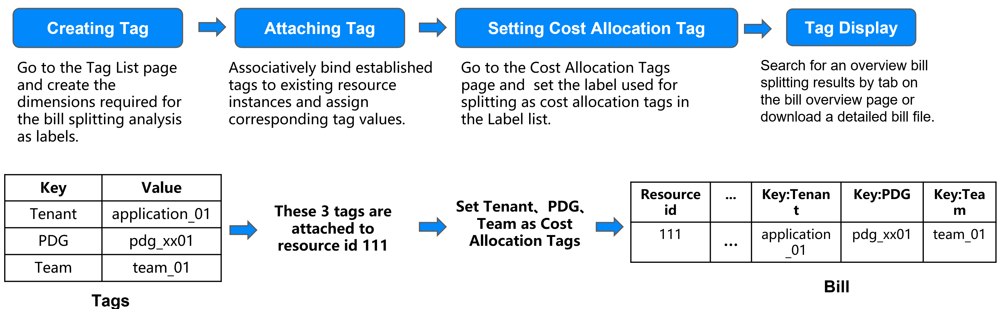 Creating Tag
Attaching Tag
Setting Cost Allocation Tag
Tag Display
Go to the Tag List page
and create the
dimensions required for
the bill splitting analysis
as labels.
Associatively bind established
tags to existing resource
instances and assign
corresponding tag values.
Go to the Cost Allocation Tags
page and  set the label used for
splitting as cost allocation tags in
the Label list.
Search for an overview bill
splitting results by tab on
the bill overview page or
download a detailed bill file.
Key Value
Tenant application_01
PDG pdg_xx01
Team team_01
Tags
These 3 tags are
attached to
resource id 111
Set Tenant、PDG、
Team as Cost
Allocation Tags
Resource ... Key:Tenan Key:PDG Key:Tea
id t m
111 ... application pdg_xx01 team_01
_01
Bill